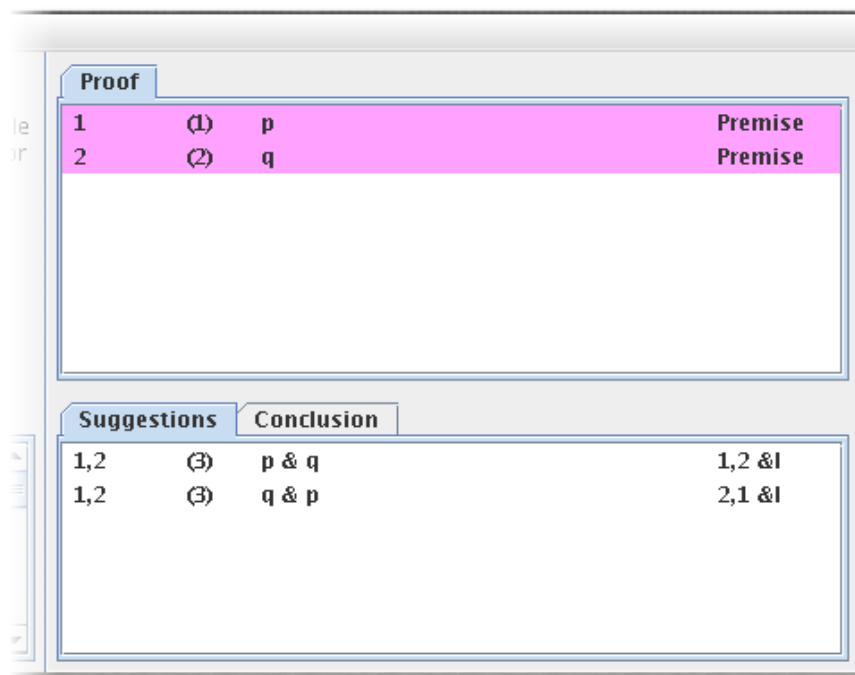 Proof
1 (1) p Premise
2 (2) q Premise
Suggestions Conclusion
1,2 (3) p & q 1,2 &I
1,2 (3) q & p 2,1 &I